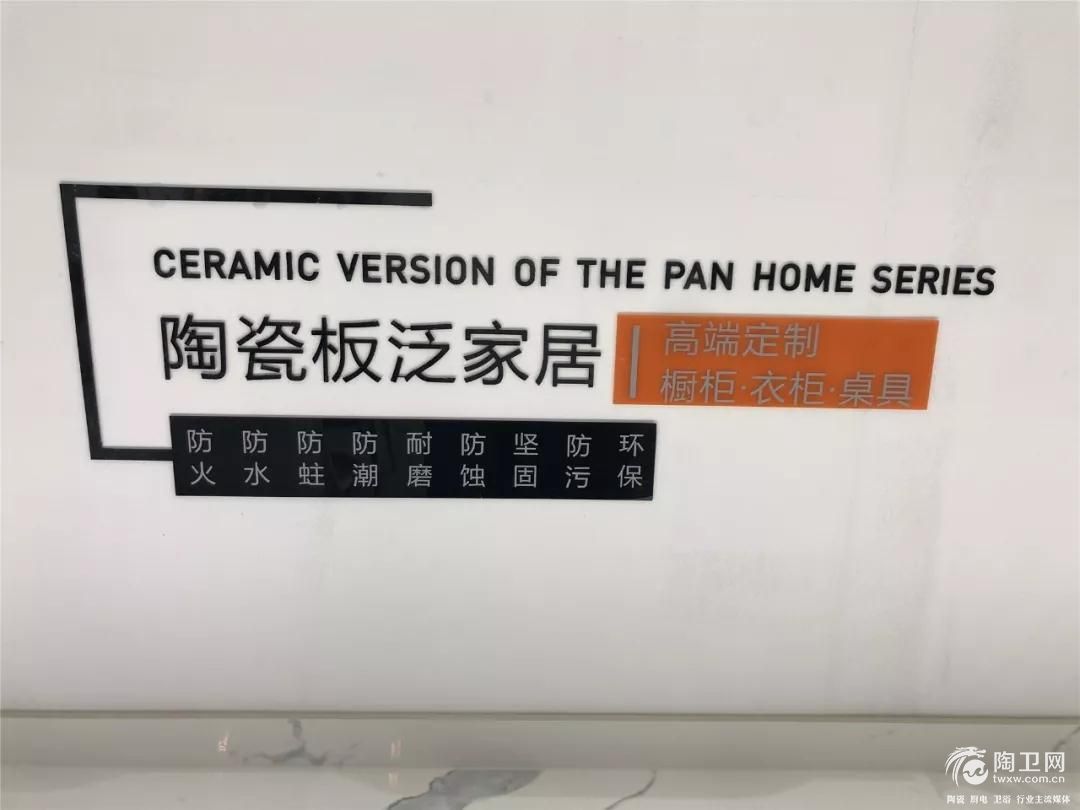 CERAMIC VERSION OF THE PAN HOME SERIES
陶瓷板泛家居
高端定制
橱柜·衣柜·桌具
防火 防水 防蛀 防潮 耐磨 防蚀 坚固 防污 环保
陶卫网
twxw.com.cn
陶瓷 厨电 卫浴 行业主流媒体